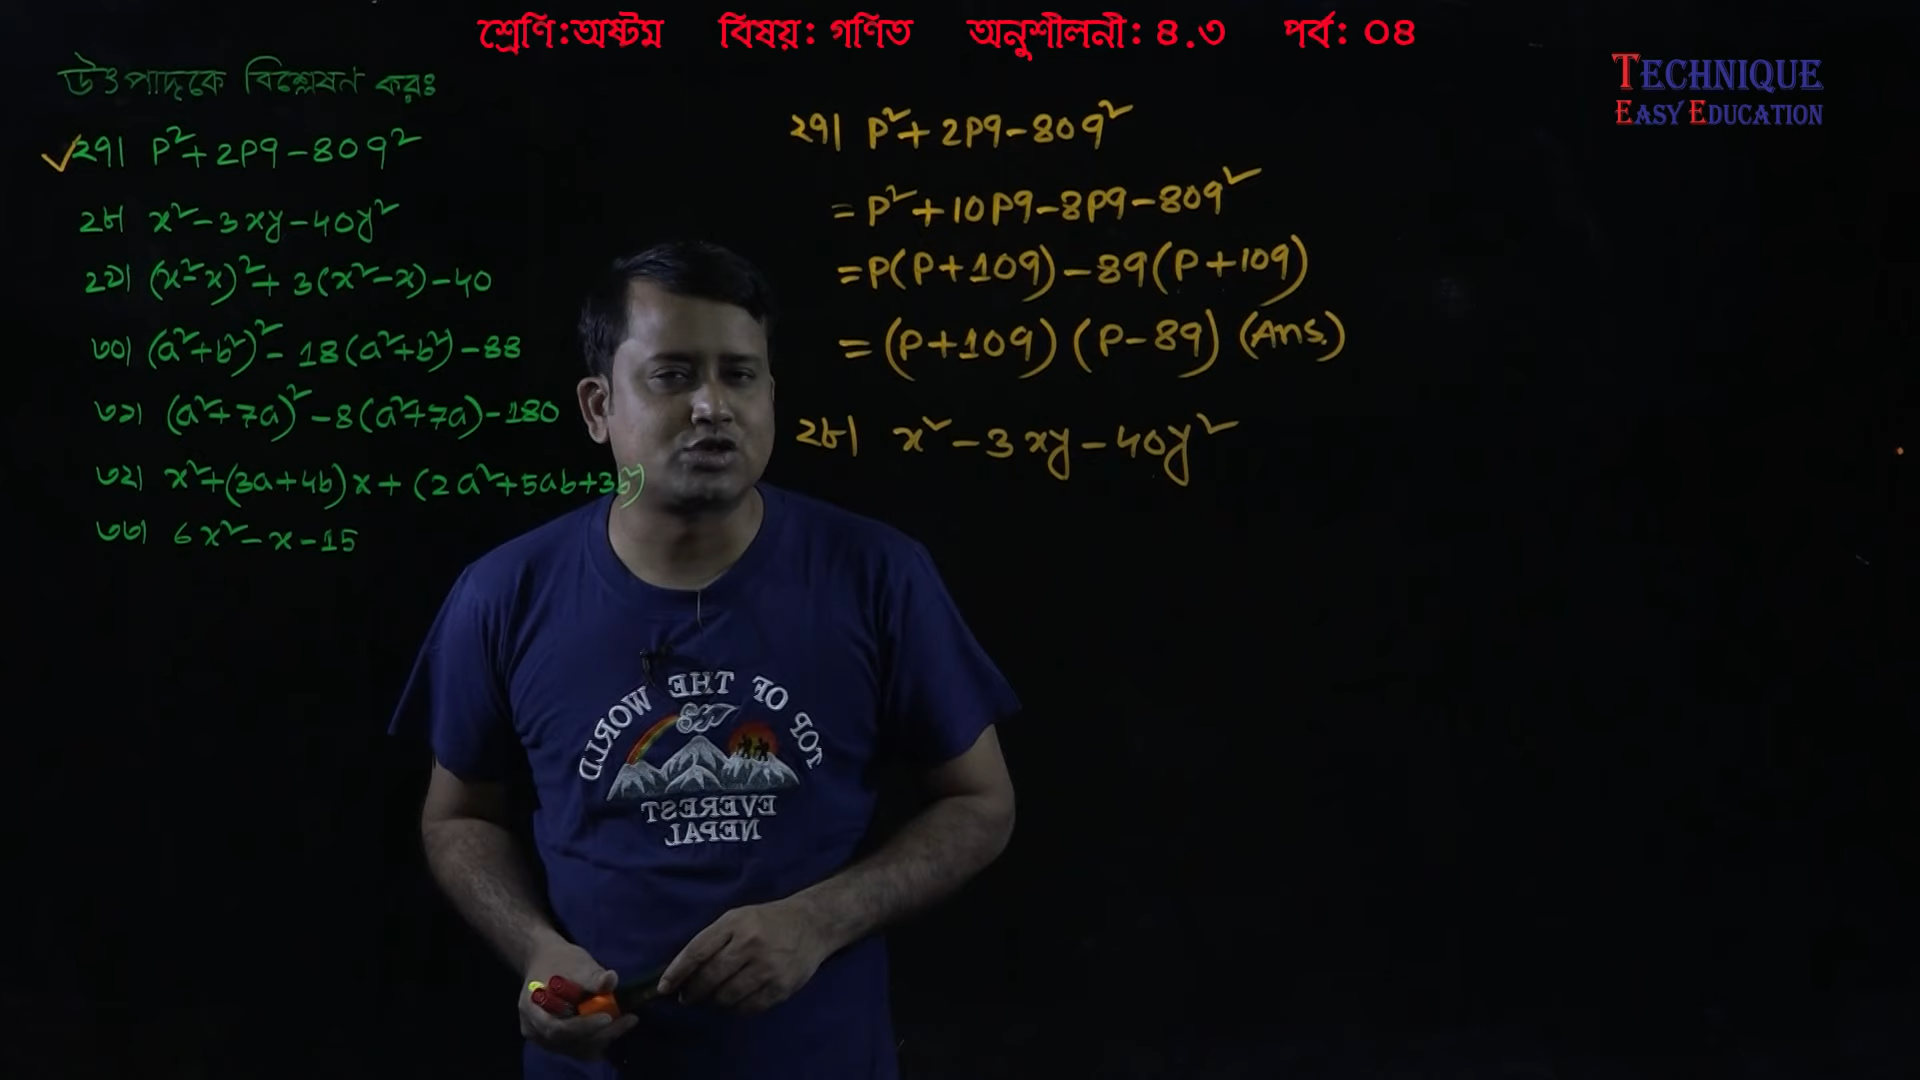 শ্রেণি:অষ্টম বিষয়: গণিত অনুশীলনী: ৪.৩ পর্ব: ০৪
TECHNIQUE
EASY EDUCATION
উৎপাদকে বিশ্লেষণ করঃ
✓২৭। p²+2pq-80q²
২৮। x²-3xy-40y²
২৯। (x²-x)²+3(x²-x)-40
৩০। (a²+b²)²-18(a²+b²)-88
৩১। (a²+7a)²-8(a²+7a)-180
৩২। x²+(3a+4b)x+(2a²+5ab+3b²)
৩৩। 6x²-x-15
২৭। p²+2pq-80q²
=p²+10pq-8pq-80q²
=p(p+10q)-8q(p+10q)
=(p+10q)(p-8q) (Ans.)
২৮। x²-3xy-40y²
TOP OF THE WORLD
EVEREST
NEPAL